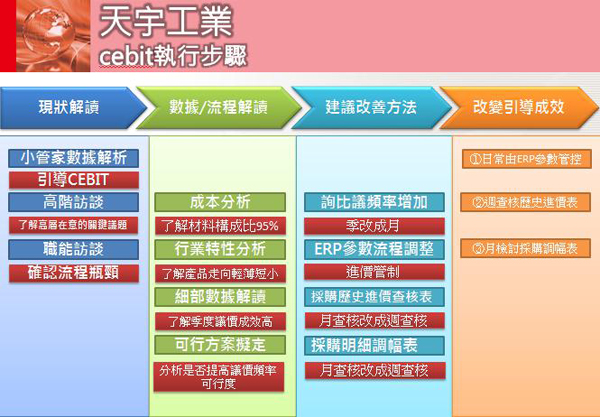 天宇工業
cebit執行步驟
現狀解讀
數據/流程解讀
建議改善方法
改變引導成效
小管家數據解析
引導CEBIT
高階訪談
了解高層在意的關鍵議題
職能訪談
確認流程瓶頸
成本分析
了解材料構成比95%
行業特性分析
了解產品走向輕薄短小
細部數據解讀
了解季度議價成效高
可行方案擬定
分析是否提高議價頻率
可行度
詢比議頻率增加
季改成月
ERP參數流程調整
進價管制
採購歷史進價查核表
月查核改成週查核
採購明細調幅表
月查核改成週查核
①日常由ERP參數管控
②週查核歷史進價表
③月檢討採購調幅表